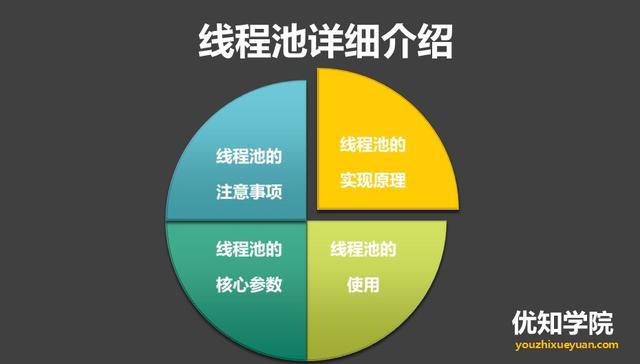 线程池详细介绍
线程池的
注意事项
线程池的
实现原理
线程池的
核心参数
线程池的
使用
优知学院
youzhixueyuan.com